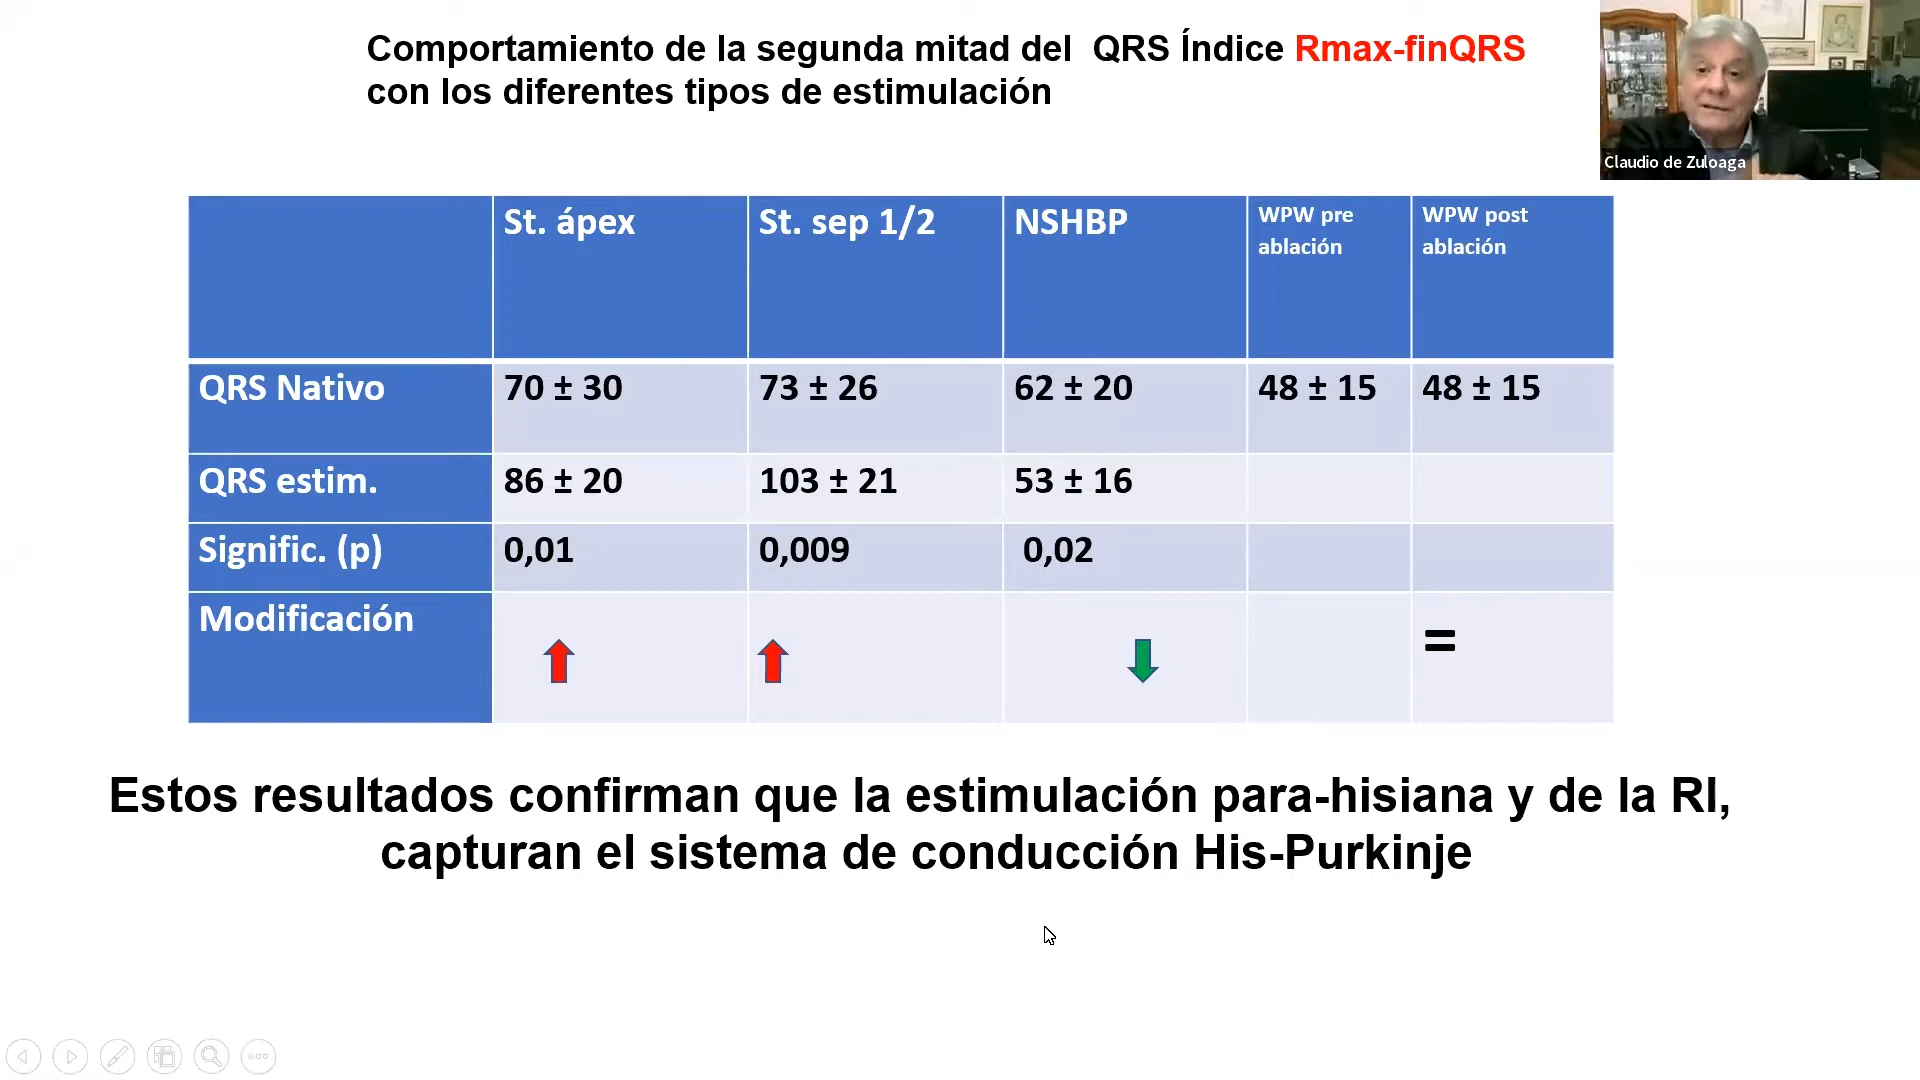 Comportamiento de la segunda mitad del QRS Índice Rmax-finQRS
con los diferentes tipos de estimulación
Claudio de Zuloaga
St. ápex St. sep 1/2 NSHBP WPW pre ablación WPW post ablación
QRS Nativo 70 ± 30 73 ± 26 62 ± 20 48 ± 15 48 ± 15
QRS estim. 86 ± 20 103 ± 21 53 ± 16
Signific. (p) 0,01 0,009 0,02
Modificación =
Estos resultados confirman que la estimulación para-hisiana y de la RI,
capturan el sistema de conducción His-Purkinje